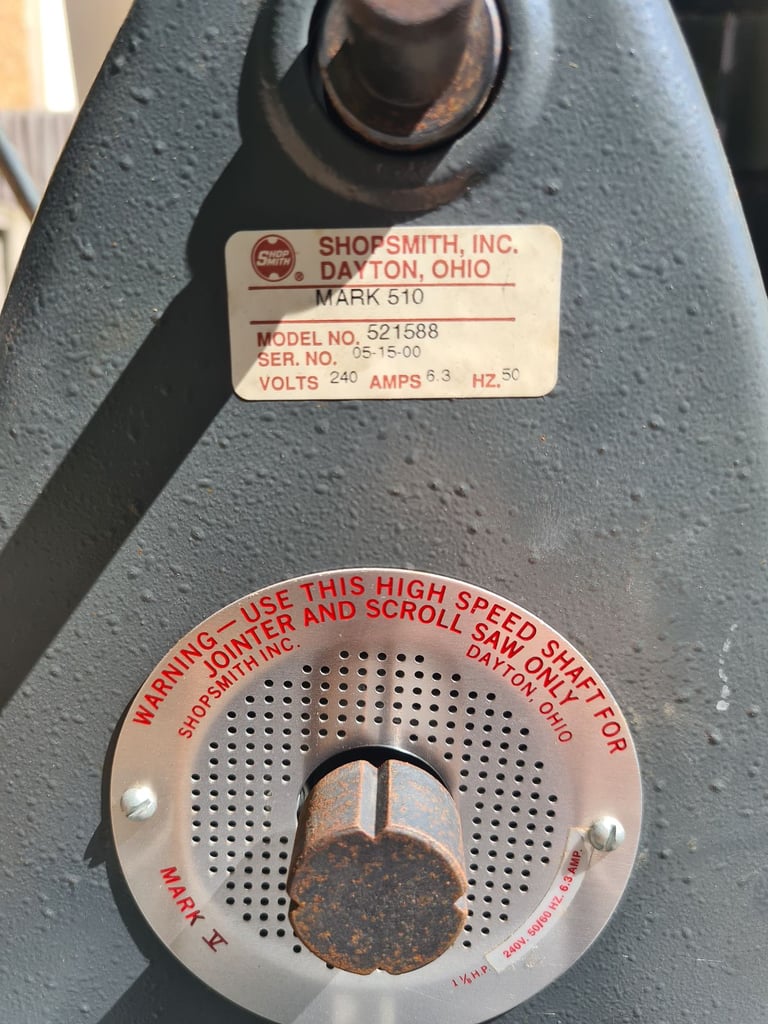 SHOP
SMITH
®
SHOPSMITH, INC.
DAYTON, OHIO
MARK 510
MODEL NO. 521588
SER. NO. 05-15-00
VOLTS 240 AMPS 6.3 HZ. 50
WARNING — USE THIS HIGH SPEED SHAFT FOR
JOINTER AND SCROLL SAW ONLY
SHOPSMITH INC. DAYTON, OHIO
MARK V
1 1/8 H.P. 240V. 50/60 HZ. 6.3 AMP.